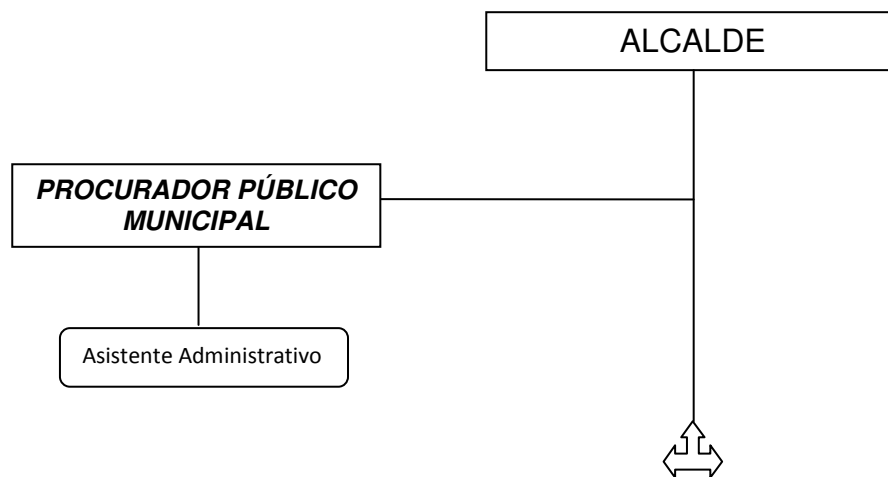 ALCALDE
PROCURADOR PÚBLICO
MUNICIPAL
Asistente Administrativo